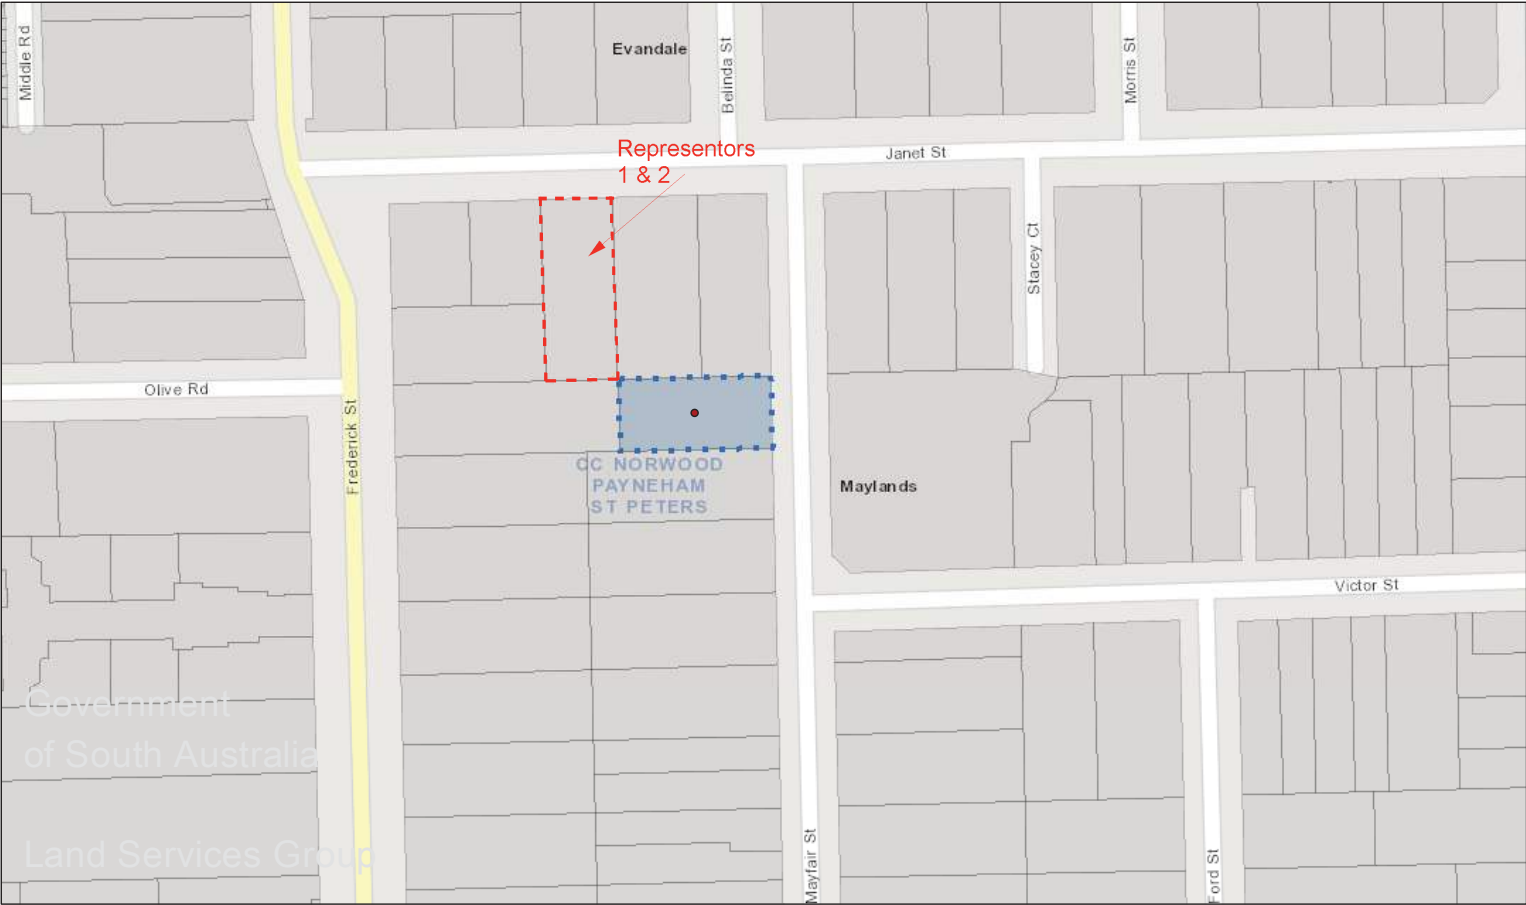 Middle Rd
Evandale
Belinda St
Morris St
Representors
1 & 2
Janet St
Stacey Ct
Olive Rd
Frederick St
CC NORWOOD
PAYNEHAM
ST PETERS
Maylands
Victor St
Government
of South Australia
Land Services Group
Mayfair St
Ford St